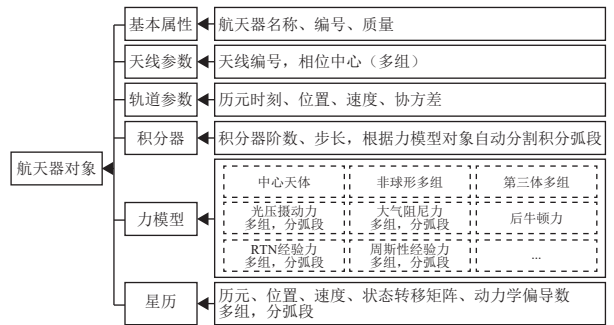 航天器对象
基本属性
航天器名称、编号、质量
天线参数
天线编号，相位中心（多组）
轨道参数
历元时刻、位置、速度、协方差
积分器
积分器阶数、步长，根据力模型对象自动分割积分弧段
力模型
中心天体
非球形多组
第三体多组
光压摄动力
多组，分弧段
大气阻尼力
多组，分弧段
后牛顿力
RTN经验力
多组，分弧段
周斯性经验力
多组，分弧段
...
星历
历元、位置、速度、状态转移矩阵、动力学偏导数
多组，分弧段